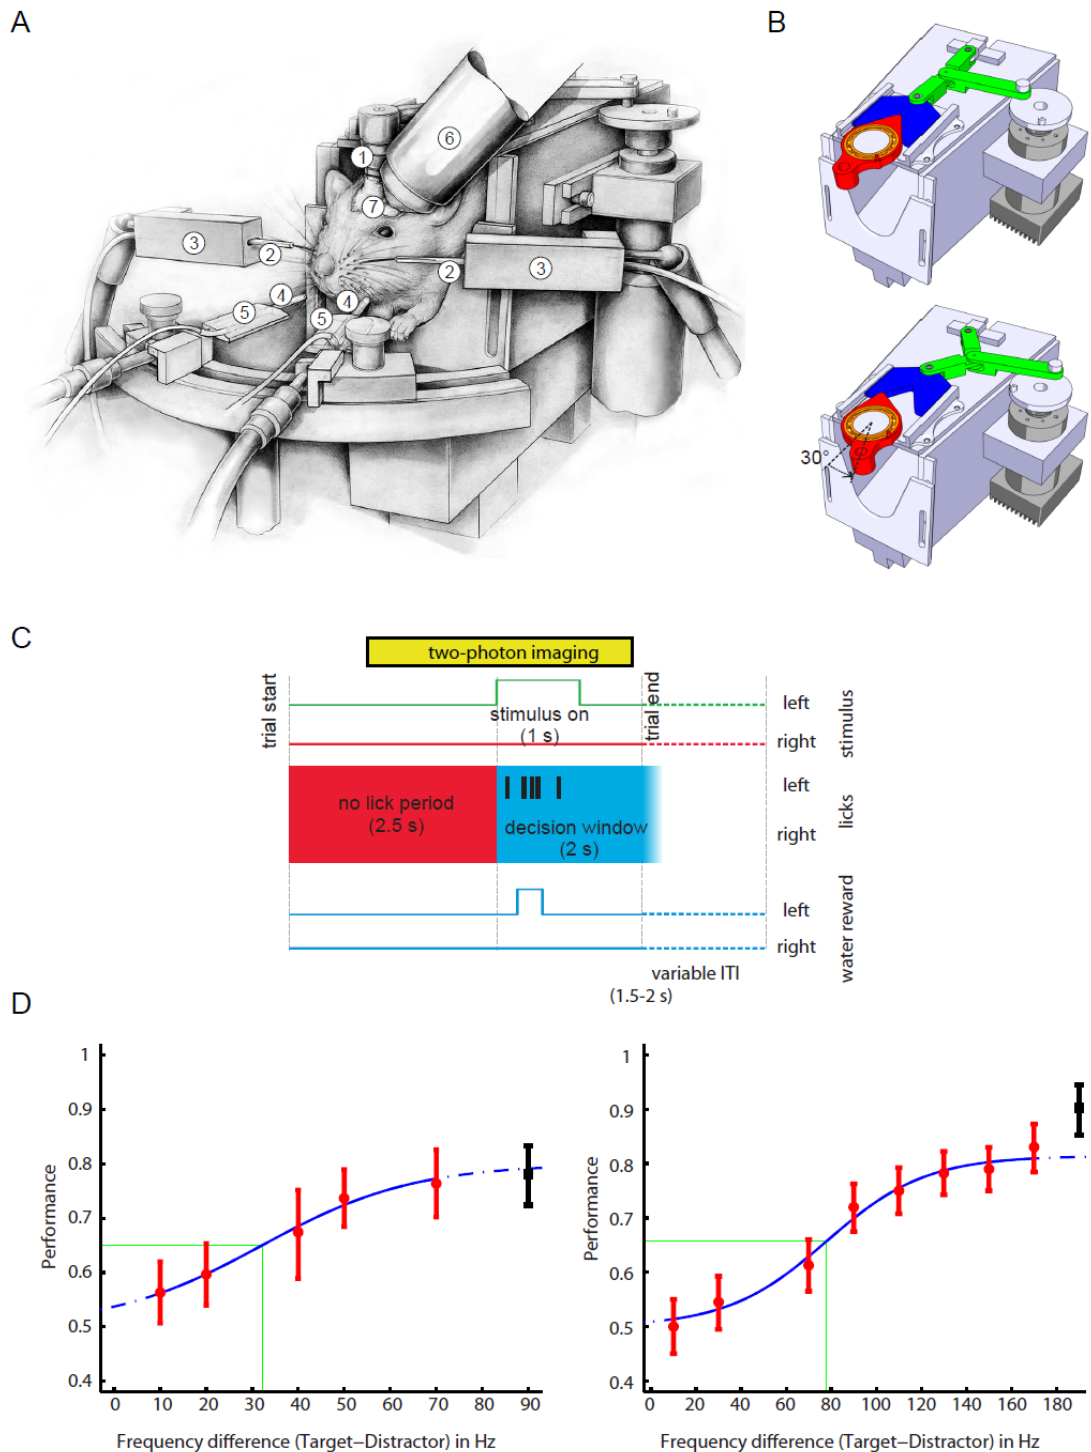 A
B
1
6
7
3
2
2
3
4
4
5
5
30°
C
two-photon imaging
trial start
stimulus on
(1 s)
trial end
left
right
stimulus
no lick period
(2.5 s)
decision window
(2 s)
left
right
licks
left
right
water reward
variable ITI
(1.5-2 s)
D
1
0.9
0.8
0.7
0.6
0.5
0.4
Performance
0 10 20 30 40 50 60 70 80 90
Frequency difference (Target–Distractor) in Hz
1
0.9
0.8
0.7
0.6
0.5
0.4
Performance
0 20 40 60 80 100 120 140 160 180
Frequency difference (Target–Distractor) in Hz